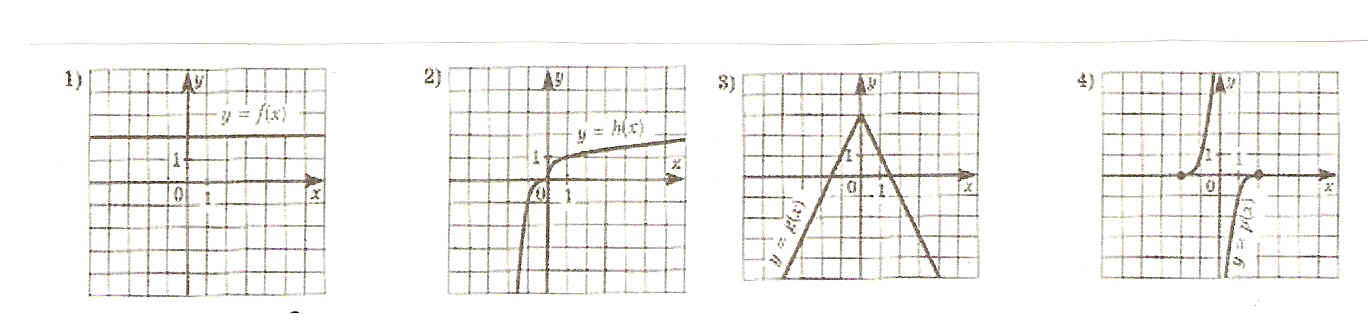 1)
y
y = f(x)
1
0
1
x
2)
y
y = h(x)
1
x
0
1
3)
y
1
0
1
x
y = g(x)
4)
y
1
1
0
x
y = p(x)